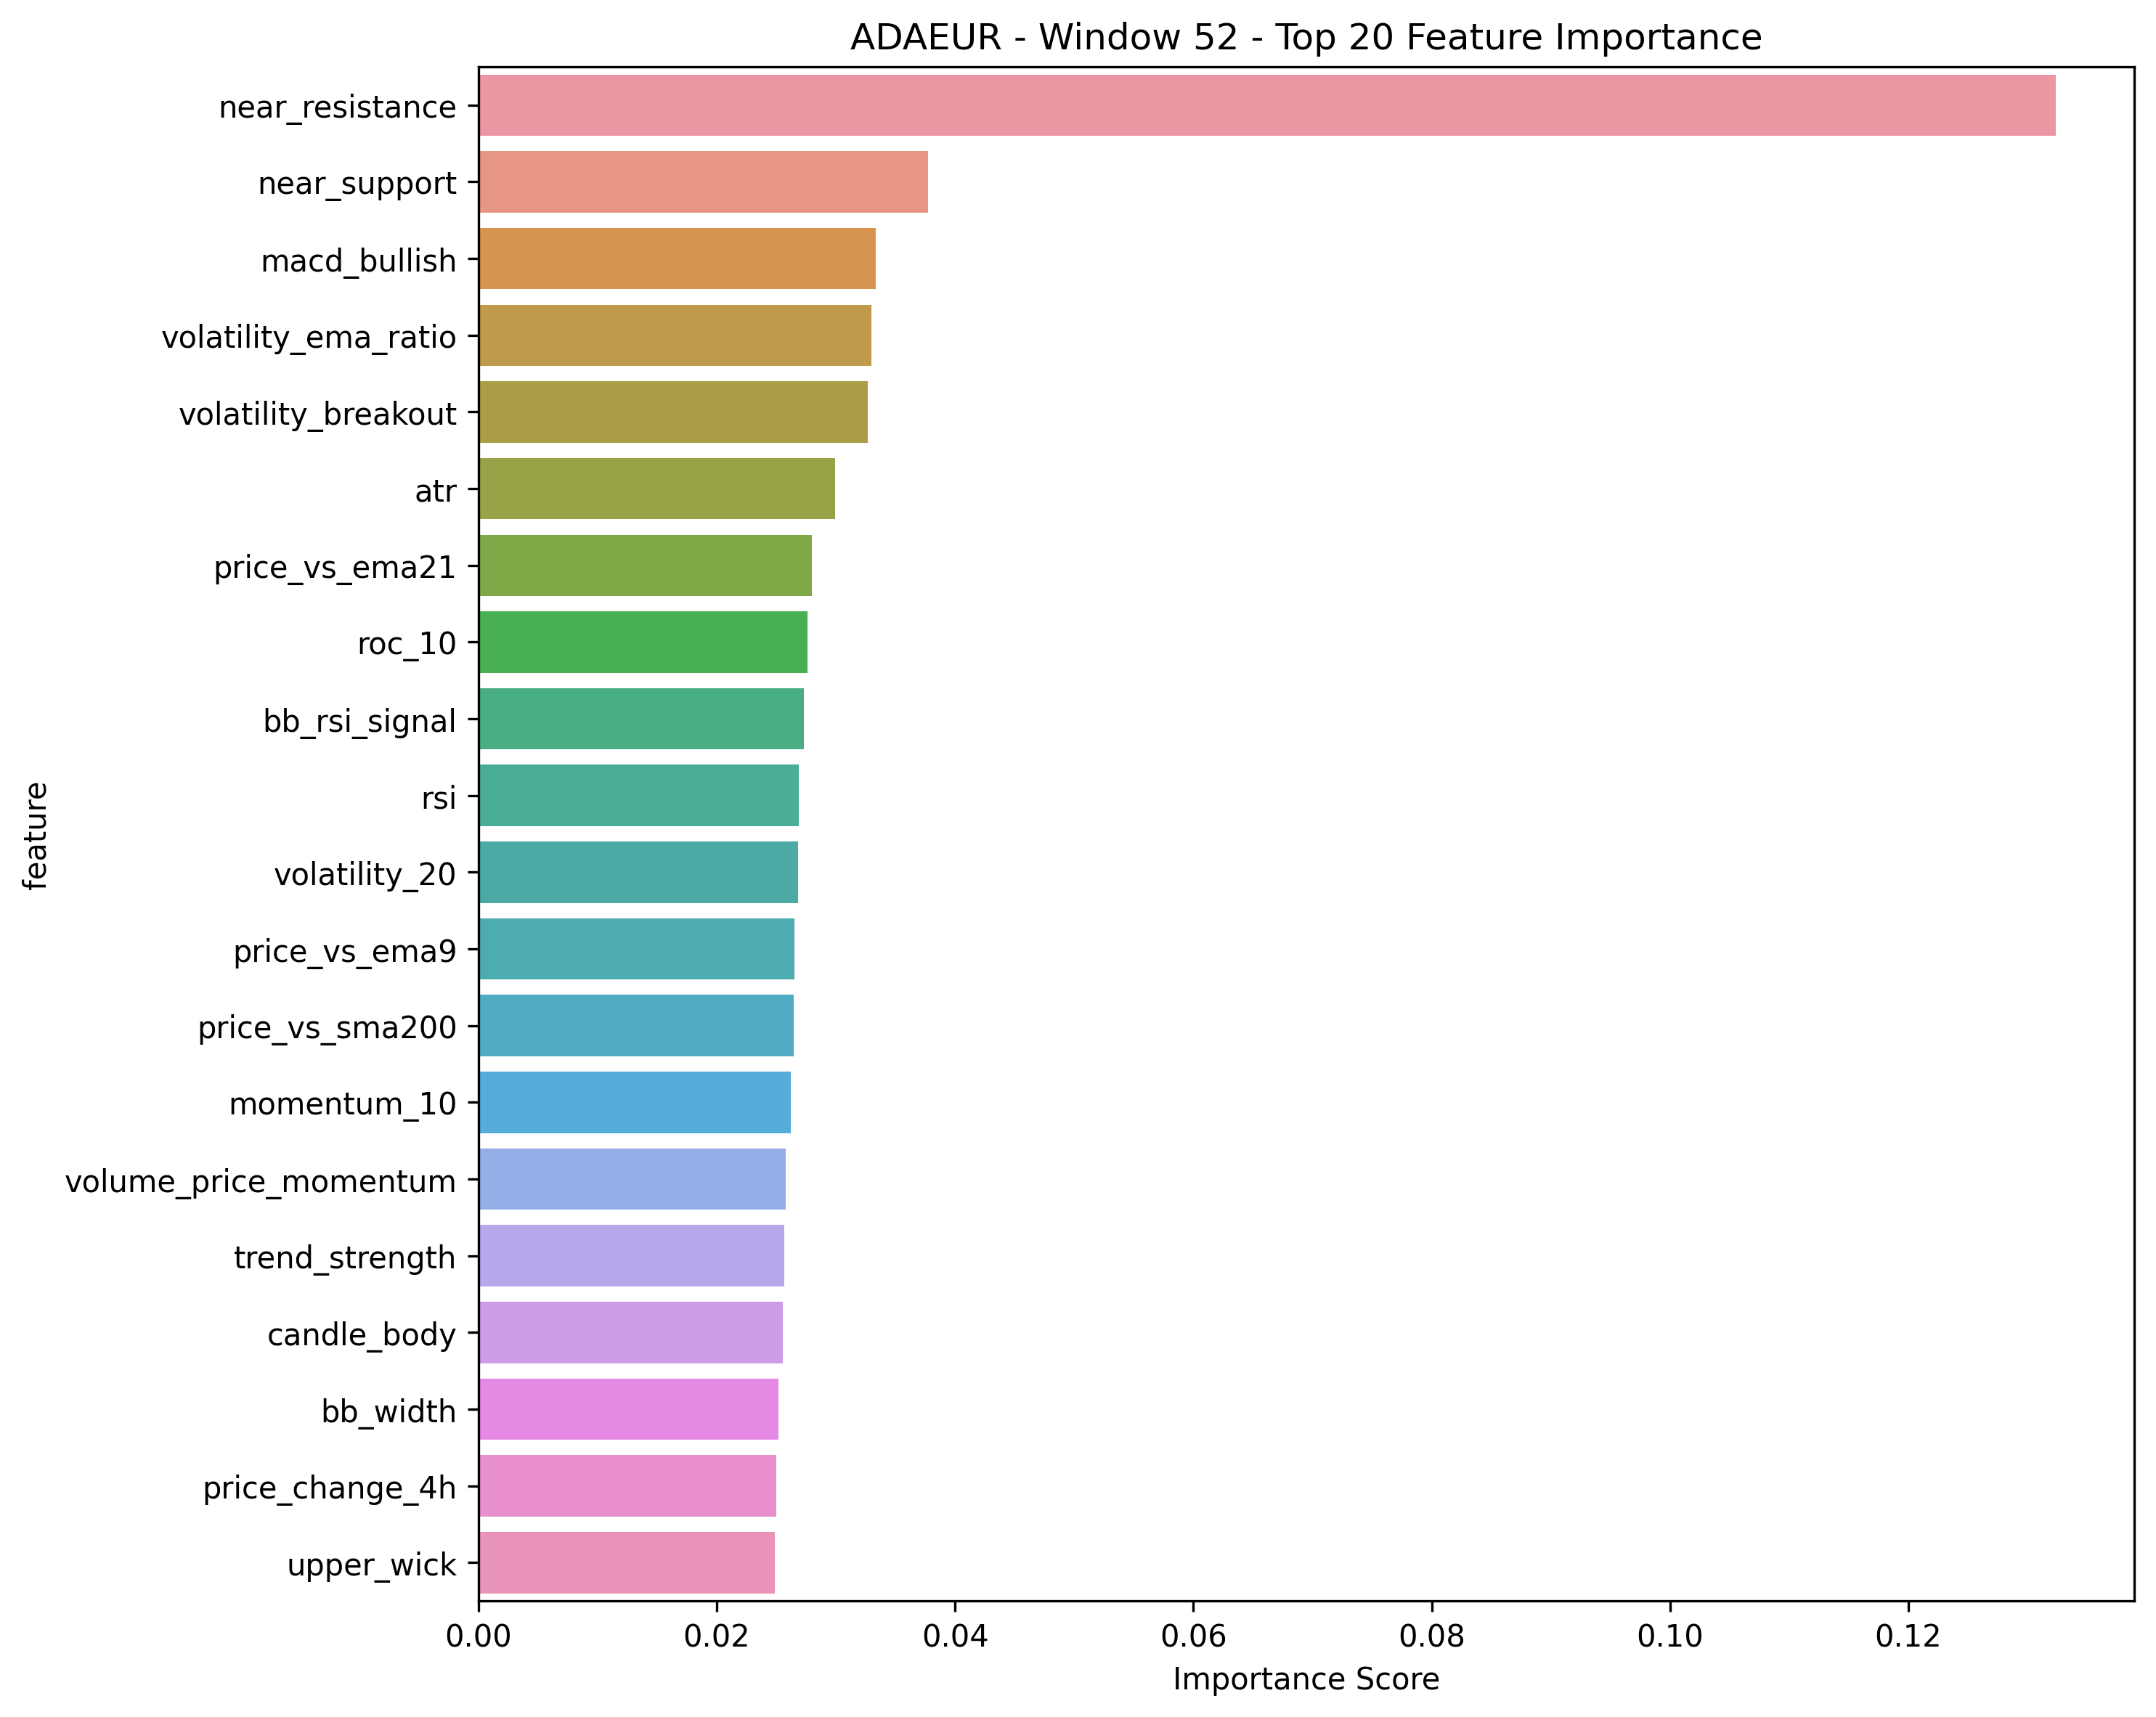 ADAEUR - Window 52 - Top 20 Feature Importance
near_resistance
near_support
macd_bullish
volatility_ema_ratio
volatility_breakout
atr
price_vs_ema21
roc_10
bb_rsi_signal
rsi
volatility_20
price_vs_ema9
price_vs_sma200
momentum_10
volume_price_momentum
trend_strength
candle_body
bb_width
price_change_4h
upper_wick
feature
0.00 0.02 0.04 0.06 0.08 0.10 0.12
Importance Score